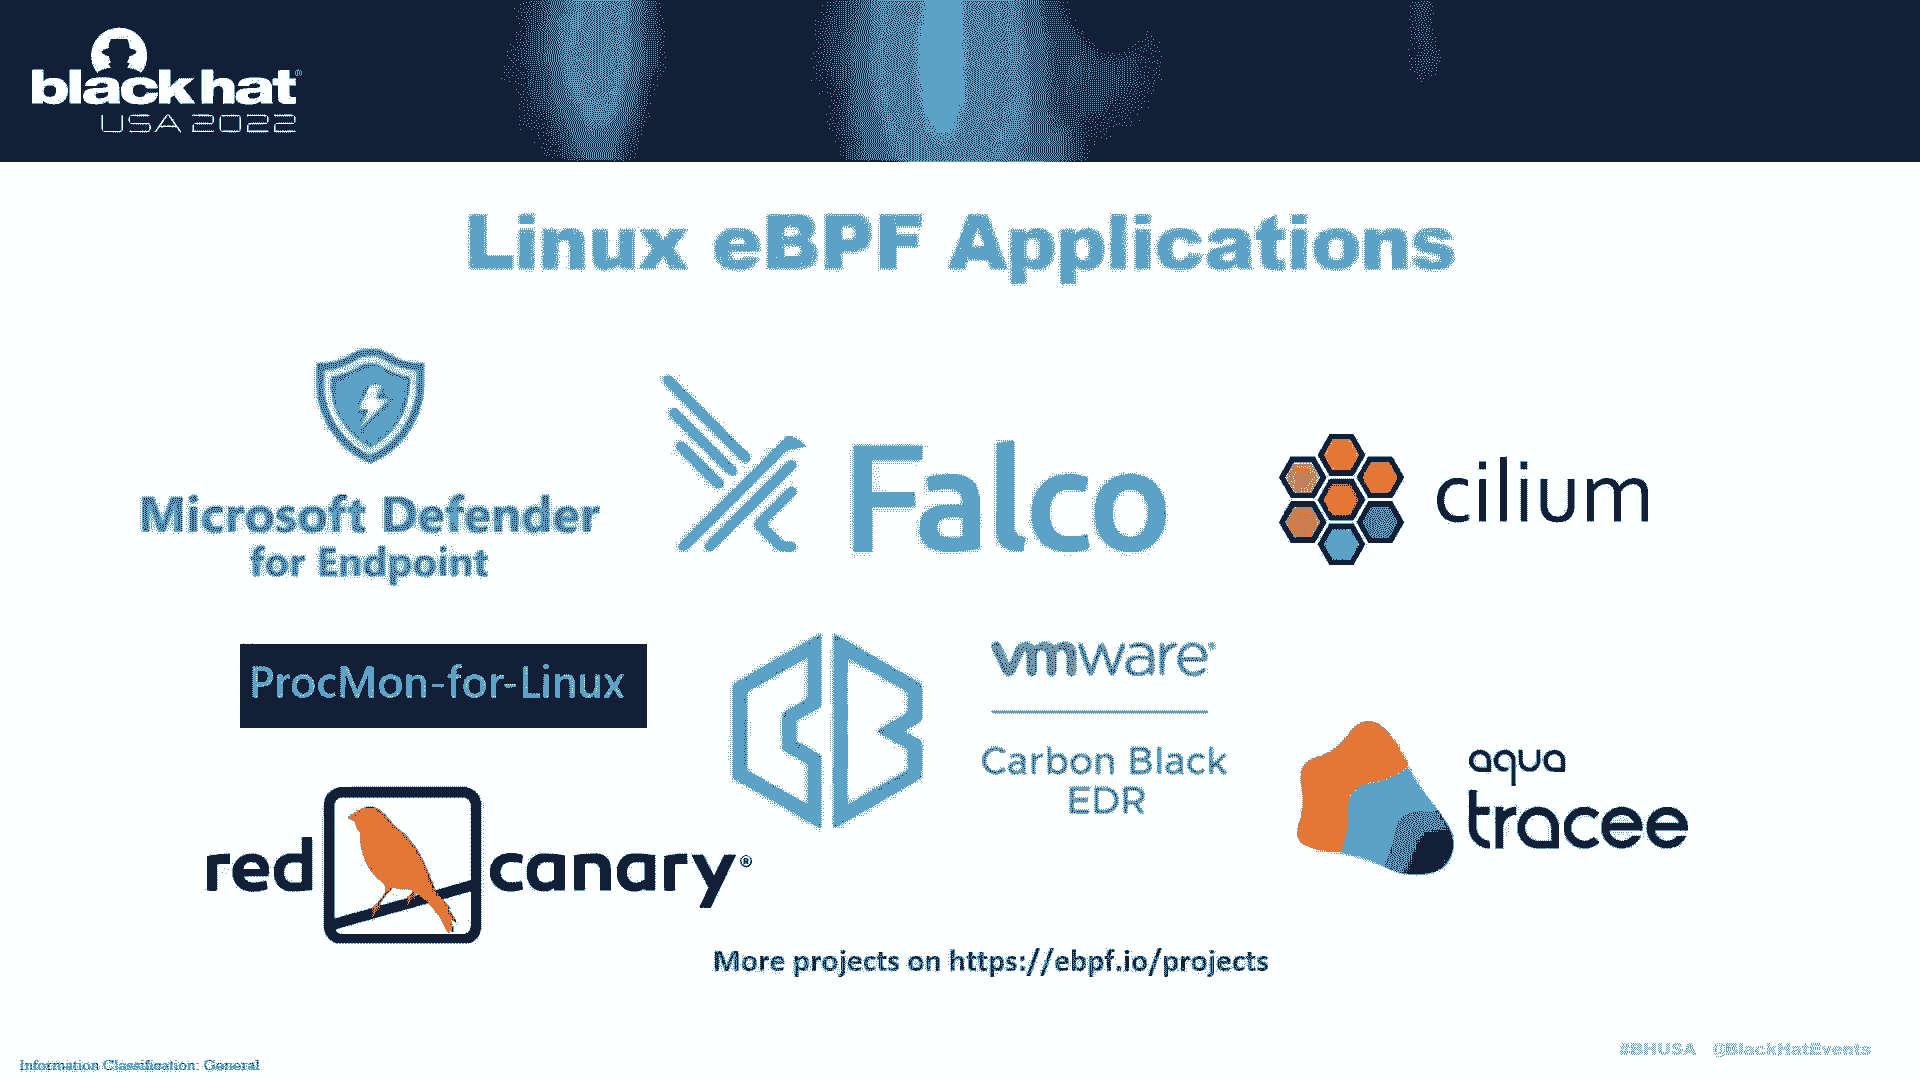 black hat®
USA 2022
Linux eBPF Applications
Microsoft Defender
for Endpoint
Falco
cilium
ProcMon-for-Linux
vmware®
Carbon Black
EDR
aqua
tracee
red canary®
More projects on https://ebpf.io/projects
Information Classification: General
#BHUSA @BlackHatEvents